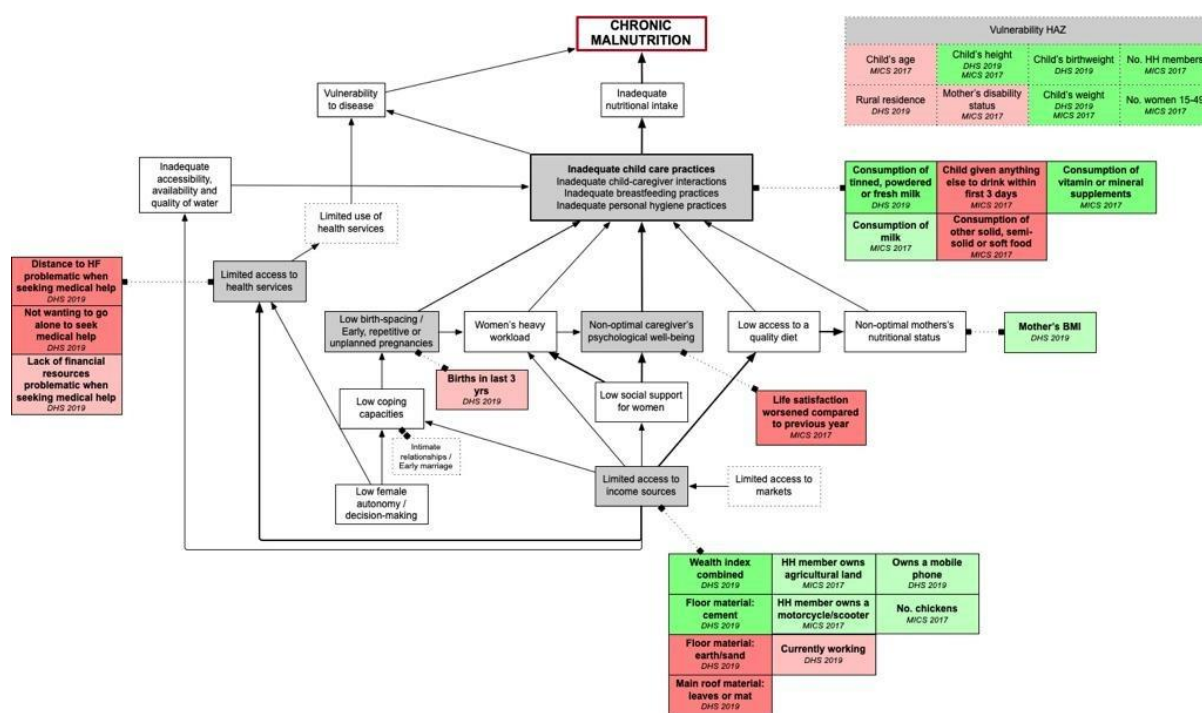 CHRONIC
MALNUTRITION
Vulnerability HAZ
Child's age
MICS 2017
Child's height
DHS 2019
MICS 2017
Child's birthweight
DHS 2019
No. HH members
MICS 2017
Rural residence
DHS 2019
Mother's disability
status
MICS 2017
Child's weight
DHS 2019
MICS 2017
No. women 15-49
MICS 2017
Vulnerability
to disease
Inadequate
nutritional intake
Inadequate
accessibility,
availability and
quality of water
Inadequate child care practices
Inadequate child-caregiver interactions
Inadequate breastfeeding practices
Inadequate personal hygiene practices
Consumption of
tinned, powdered
or fresh milk
DHS 2019
Child given anything
else to drink within
first 3 days
MICS 2017
Consumption of
vitamin or mineral
supplements
MICS 2017
Consumption of
milk
MICS 2017
Consumption of
other solid, semi-
solid or soft food
MICS 2017
Limited use of
health services
Distance to HF
problematic when
seeking medical help
DHS 2019
Not wanting to go
alone to seek
medical help
DHS 2019
Lack of financial
resources
problematic when
seeking medical help
DHS 2019
Limited access to
health services
Low birth-spacing /
Early, repetitive or
unplanned pregnancies
Women's heavy
workload
Non-optimal caregiver's
psychological well-being
Low access to a
quality diet
Non-optimal mothers's
nutritional status
Mother's BMI
DHS 2019
Births in last 3
yrs
DHS 2019
Low coping
capacities
Low social support
for women
Life satisfaction
worsened compared
to previous year
MICS 2017
Intimate
relationships /
Early marriage
Low female
autonomy /
decision-making
Limited access to
income sources
Limited access to
markets
Wealth index
combined
DHS 2019
HH member owns
agricultural land
MICS 2017
Owns a mobile
phone
DHS 2019
Floor material:
cement
DHS 2019
HH member owns a
motorcycle/scooter
MICS 2017
No. chickens
MICS 2017
Floor material:
earth/sand
DHS 2019
Currently working
DHS 2019
Main roof material:
leaves or mat
DHS 2019